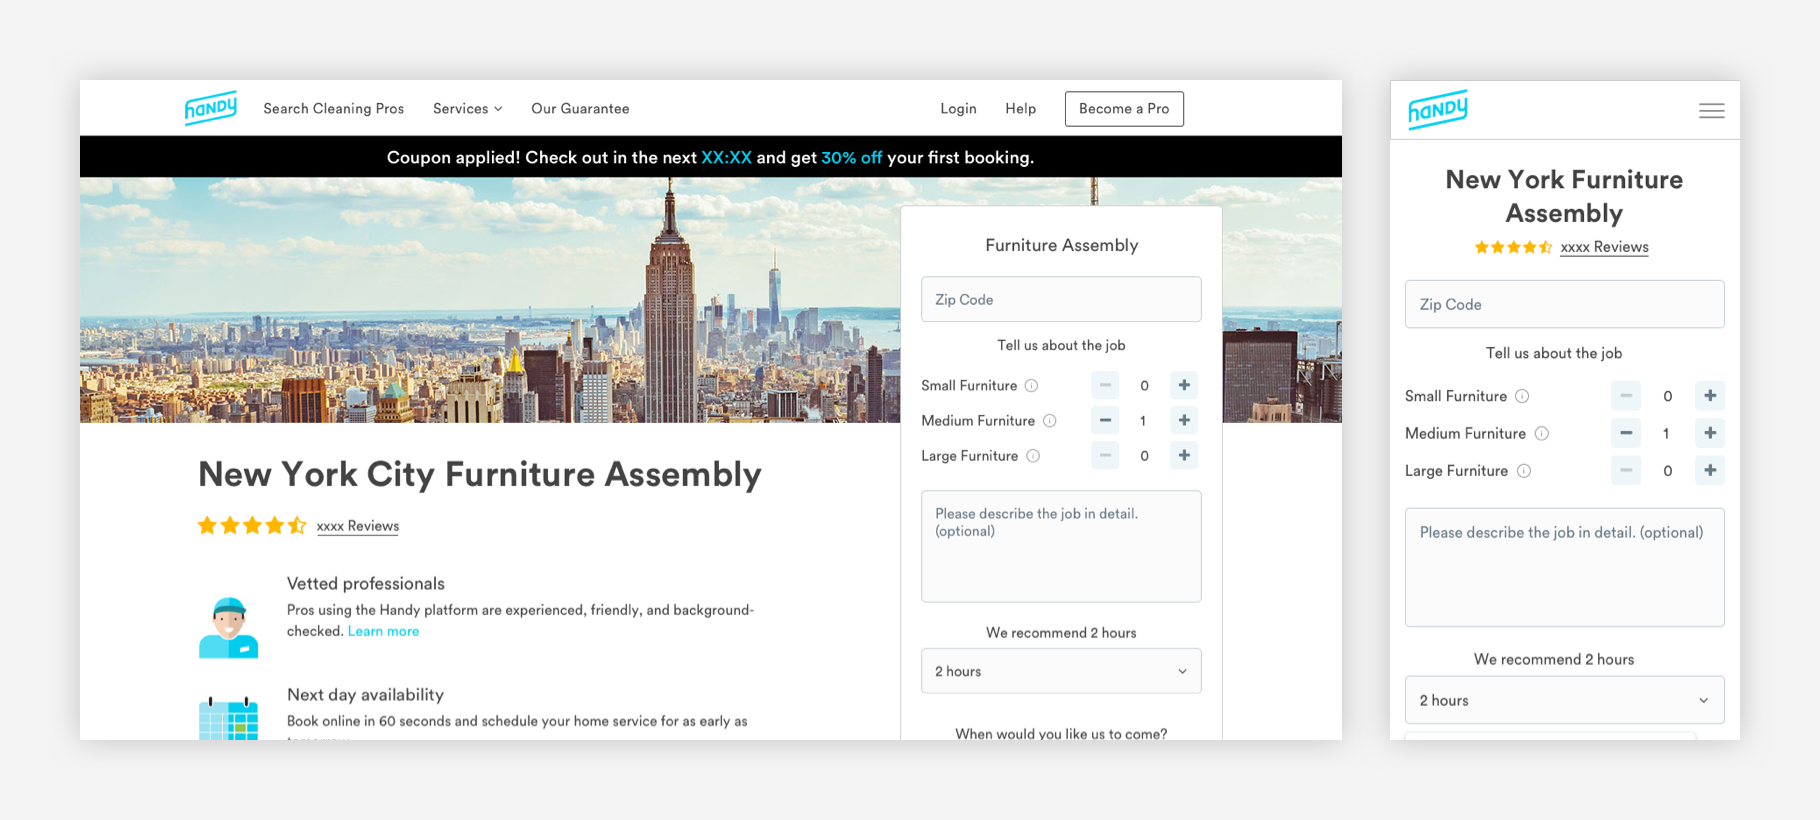 handy
Search Cleaning Pros
Services
Our Guarantee
Login
Help
Become a Pro
Coupon applied! Check out in the next XX:XX and get 30% off your first booking.
New York City Furniture Assembly
xxxx Reviews
Vetted professionals
Pros using the Handy platform are experienced, friendly, and background-
checked. Learn more
Next day availability
Book online in 60 seconds and schedule your home service for as early as
Furniture Assembly
Zip Code
Tell us about the job
Small Furniture 0
Medium Furniture 1
Large Furniture 0
Please describe the job in detail.
(optional)
We recommend 2 hours
2 hours
When would you like us to come?
handy
New York Furniture
Assembly
xxxx Reviews
Zip Code
Tell us about the job
Small Furniture 0
Medium Furniture 1
Large Furniture 0
Please describe the job in detail. (optional)
We recommend 2 hours
2 hours